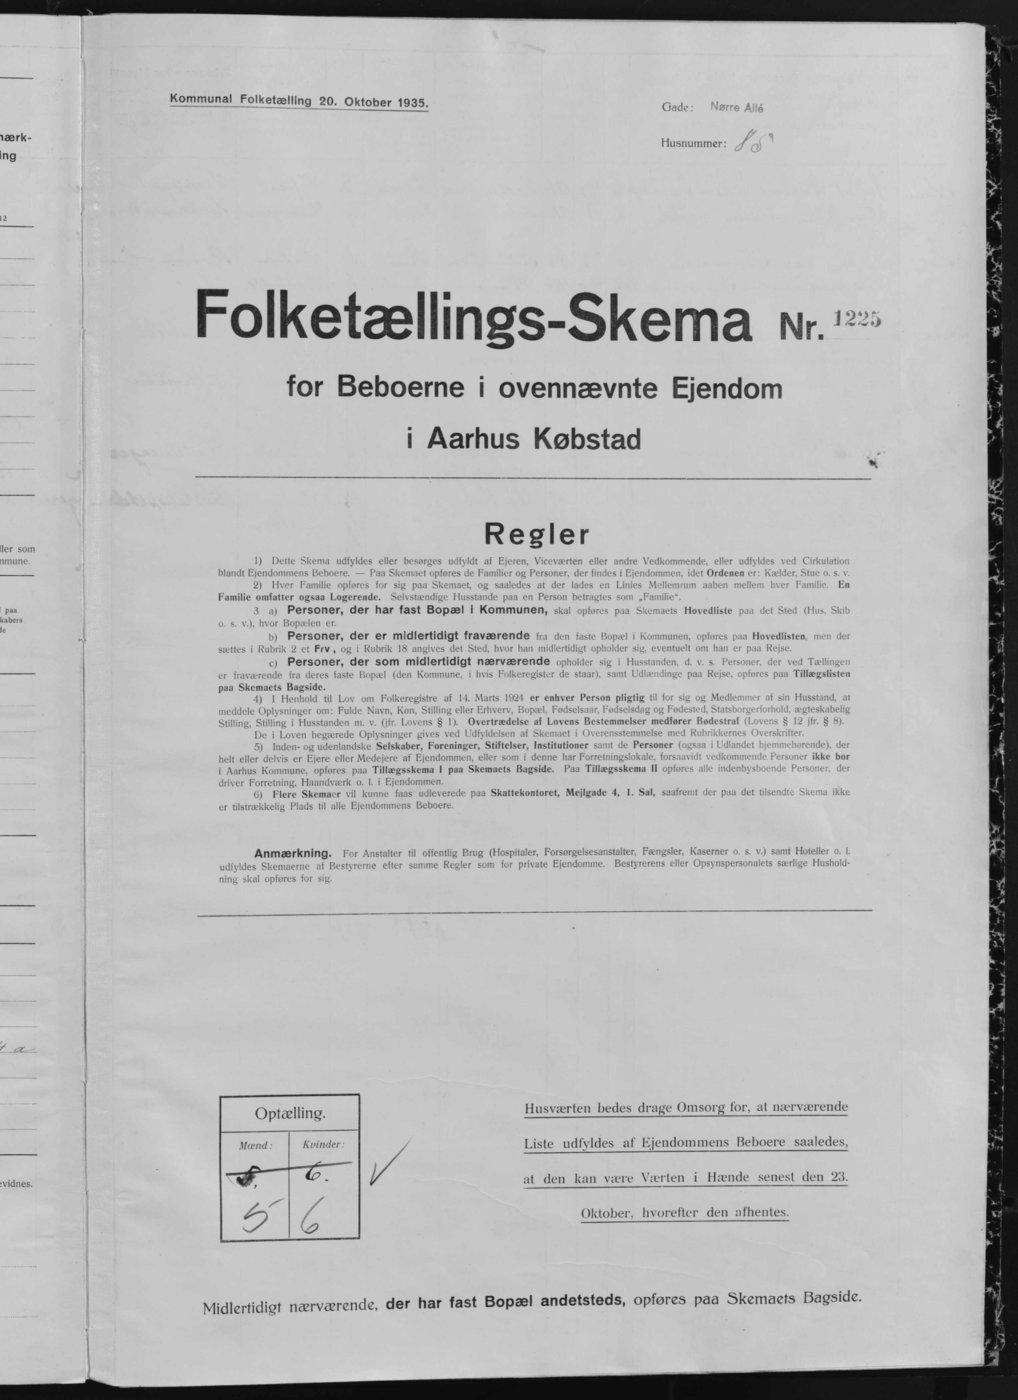 Kommunal Folketælling 20. Oktober 1935.
Gade: Nørre Allé
Husnummer:
Folketællings-Skema Nr. 1225
for Beboerne i ovennævnte Ejendom
i Aarhus Købstad
Regler
1) Dette Skema udfyldes eller besørges udfyldt af Ejeren, Viceværten eller andre Vedkommende, eller udfyldes ved Cirkulation
blandt Ejendommens Beboere. — Paa Skemaet opføres de Familier og Personer, der findes i Ejendommen, idet Ordenen er: Kælder, Stue o. s. v.
2) Hver Familie opføres for sig paa Skemaet, og saaledes at der lades en Linies Mellemrum aaben mellem hver Familie. En
Familie omfatter ogsaa Logerende. Selvstændige Husstande paa en Person betragtes som „Familie“.
3 a) Personer, der har fast Bopæl i Kommunen, skal opføres paa Skemaets Hovedliste paa det Sted (Hus, Skib
o. s. v.), hvor Bopælen er.
b) Personer, der er midlertidigt fraværende fra den faste Bopæl i Kommunen, opføres paa Hovedlisten, men der
sættes i Rubrik 2 et Frv., og i Rubrik 18 angives det Sted, hvor han midlertidigt opholder sig, eventuelt om han er paa Rejse.
c) Personer, der som midlertidigt nærværende opholder sig i Husstanden, d. v. s. Personer, der ved Tællingen
er fraværende fra deres faste Bopæl (den Kommune, i hvis Folkeregister de staar), samt Udlændinge paa Rejse, opføres paa Tillægslisten
paa Skemaets Bagside.
4) I Henhold til Lov om Folkeregistre af 14. Marts 1924 er enhver Person pligtig til for sig og Medlemmer af sin Husstand, at
meddele Oplysninger om: Fulde Navn, Køn, Stilling eller Erhverv, Bopæl, Fødselsaar, Fødselsdag og Fødested, Statsborgerforhold, ægteskabelig
Stilling, Stilling i Husstanden m. v. (jfr. Lovens § 1). Overtrædelse af Lovens Bestemmelser medfører Bødestraf (Lovens § 12 jfr. § 8).
De i Loven begærede Oplysninger gives ved Udfyldelsen af Skemaet i Overensstemmelse med Rubrikkernes Overskrifter.
5) Inden- og udenlandske Selskaber, Foreninger, Stiftelser, Institutioner samt de Personer (ogsaa i Udlandet hjemmehørende), der
helt eller delvis er Ejere eller Medejere af Ejendommen, eller som i denne har Forretningslokale, forsaavidt vedkommende Personer ikke bor
i Aarhus Kommune, opføres paa Tillægsskema I paa Skemaets Bagside. Paa Tillægsskema II opføres alle indenbysboende Personer, der
driver Forretning, Haandværk o. l. i Ejendommen.
6) Flere Skemaer vil kunne faas udleverede paa Skattekontoret, Mejlgade 4, 1. Sal, saafremt der paa det tilsendte Skema ikke
er tilstrækkelig Plads til alle Ejendommens Beboere.
Anmærkning. For Anstalter til offentlig Brug (Hospitaler, Forsørgelsesanstalter, Fængsler, Kaserner o. s. v.) samt Hoteller o. l.
udfyldes Skemaerne af Bestyrerne efter samme Regler som for private Ejendomme. Bestyrerens eller Opsynspersonalets særlige Hushold-
ning skal opføres for sig.
Optælling.
Mænd: Kvinder:
6.
5 6
Husværten bedes drage Omsorg for, at nærværende
Liste udfyldes af Ejendommens Beboere saaledes,
at den kan være Værten i Hænde senest den 23.
Oktober, hvorefter den afhentes.
Midlertidigt nærværende, der har fast Bopæl andetsteds, opføres paa Skemaets Bagside.